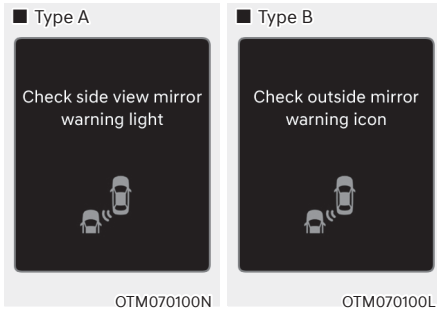 ■ Type A
Check side view mirror
warning light
OTM070100N
■ Type B
Check outside mirror
warning icon
OTM070100L